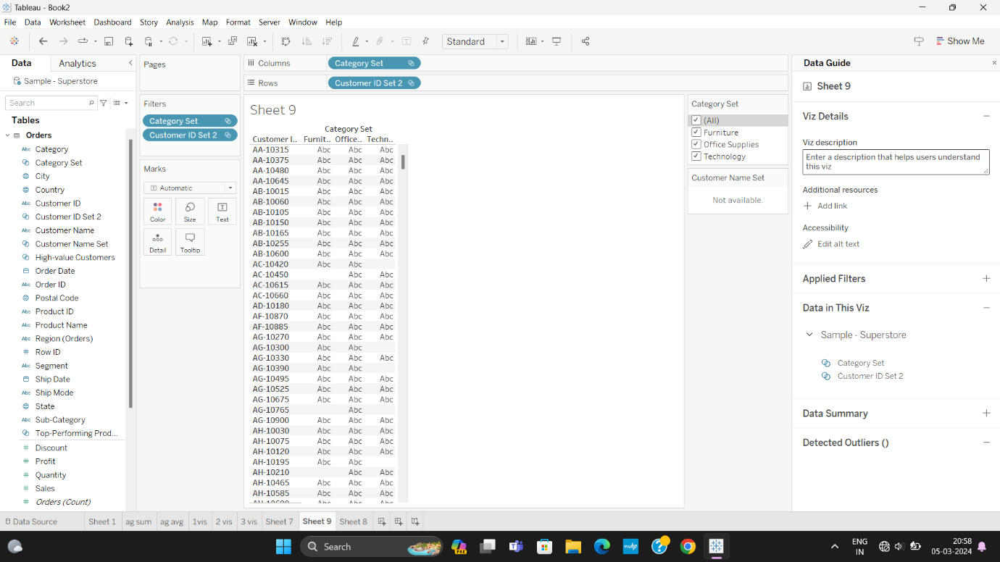 Tableau - Book2
File Data Worksheet Dashboard Story Analysis Map Format Server Window Help
Standard
Show Me
Data Analytics
Sample - Superstore
Search
Tables
Orders
Abc Category
Category Set
City
Country
Abc Customer ID
Customer ID Set 2
Abc Customer Name
Customer Name Set
High-value Customers
Order Date
Abc Order ID
Postal Code
Abc Product ID
Abc Product Name
Abc Region (Orders)
# Row ID
Abc Segment
Ship Date
Abc Ship Mode
State
Abc Sub-Category
Top-Performing Prod...
# Discount
# Profit
# Quantity
# Sales
# Orders (Count)
Pages
Filters
Category Set
Customer ID Set 2
Marks
Automatic
Color Size Text
Detail Tooltip
Columns Category Set
Rows Customer ID Set 2
Sheet 9
Category Set
Customer I.. Furnit.. Office.. Techn..
AA-10315 Abc Abc Abc
AA-10375 Abc Abc Abc
AA-10480 Abc Abc Abc
AA-10645 Abc Abc Abc
AB-10015 Abc Abc Abc
AB-10060 Abc Abc Abc
AB-10105 Abc Abc Abc
AB-10150 Abc Abc Abc
AB-10165 Abc Abc Abc
AB-10255 Abc Abc Abc
AB-10600 Abc Abc Abc
AC-10420 Abc Abc
AC-10450 Abc Abc
AC-10615 Abc Abc Abc
AC-10660 Abc Abc Abc
AD-10180 Abc Abc Abc
AF-10870 Abc Abc Abc
AF-10885 Abc Abc Abc
AG-10270 Abc Abc Abc
AG-10300 Abc Abc
AG-10330 Abc Abc Abc
AG-10390 Abc Abc
AG-10495 Abc Abc Abc
AG-10525 Abc Abc Abc
AG-10675 Abc Abc Abc
AG-10765 Abc
AG-10900 Abc Abc Abc
AH-10030 Abc Abc Abc
AH-10075 Abc Abc Abc
AH-10120 Abc Abc Abc
AH-10195 Abc Abc
AH-10210 Abc Abc
AH-10465 Abc Abc Abc
AH-10585 Abc Abc Abc
Category Set
(All)
Furniture
Office Supplies
Technology
Customer Name Set
Not available.
Data Guide
Sheet 9
Viz Details
Viz description
Enter a description that helps users understand
this viz
Additional resources
Add link
Accessibility
Edit alt text
Applied Filters
Data in This Viz
Sample - Superstore
Category Set
Customer ID Set 2
Data Summary
Detected Outliers ()
Data Source Sheet 1 ag sum ag avg 1vis 2 vis 3 vis Sheet 7 Sheet 9 Sheet 8
Search
PRE
myhp
ENG
IN
20:58
05-03-2024